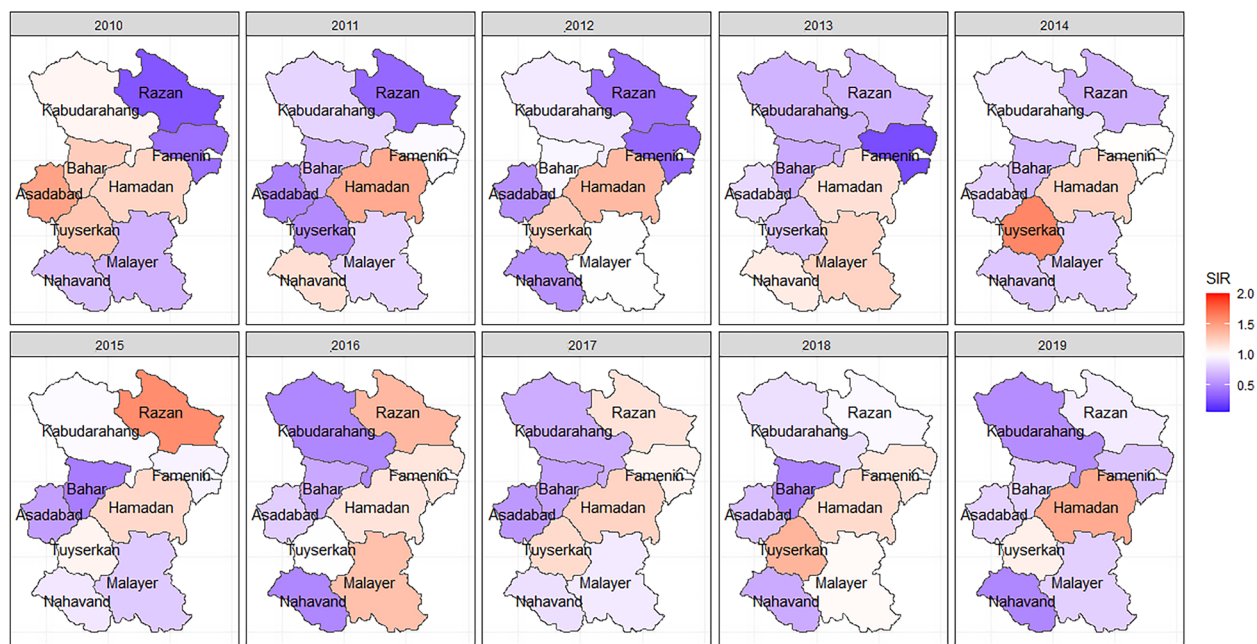 2010
2011
2012
2013
2014
Razan
Kabudarahang
Famenin
Bahar
Hamadan
Asadabad
Tuyserkan
Malayer
Nahavand
Razan
Kabudarahang
Famenin
Bahar
Hamadan
Asadabad
Tuyserkan
Malayer
Nahavand
Razan
Kabudarahang
Famenin
Bahar
Hamadan
Asadabad
Tuyserkan
Malayer
Nahavand
Razan
Kabudarahang
Famenin
Bahar
Hamadan
Asadabad
Tuyserkan
Malayer
Nahavand
Razan
Kabudarahang
Famenin
Bahar
Hamadan
Asadabad
Tuyserkan
Malayer
Nahavand
SIR
2.0
1.5
1.0
0.5
2015
2016
2017
2018
2019
Razan
Kabudarahang
Famenin
Bahar
Hamadan
Asadabad
Tuyserkan
Malayer
Nahavand
Razan
Kabudarahang
Famenin
Bahar
Hamadan
Asadabad
Tuyserkan
Malayer
Nahavand
Razan
Kabudarahang
Famenin
Bahar
Hamadan
Asadabad
Tuyserkan
Malayer
Nahavand
Razan
Kabudarahang
Famenin
Bahar
Hamadan
Asadabad
Tuyserkan
Malayer
Nahavand
Razan
Kabudarahang
Famenin
Bahar
Hamadan
Asadabad
Tuyserkan
Malayer
Nahavand